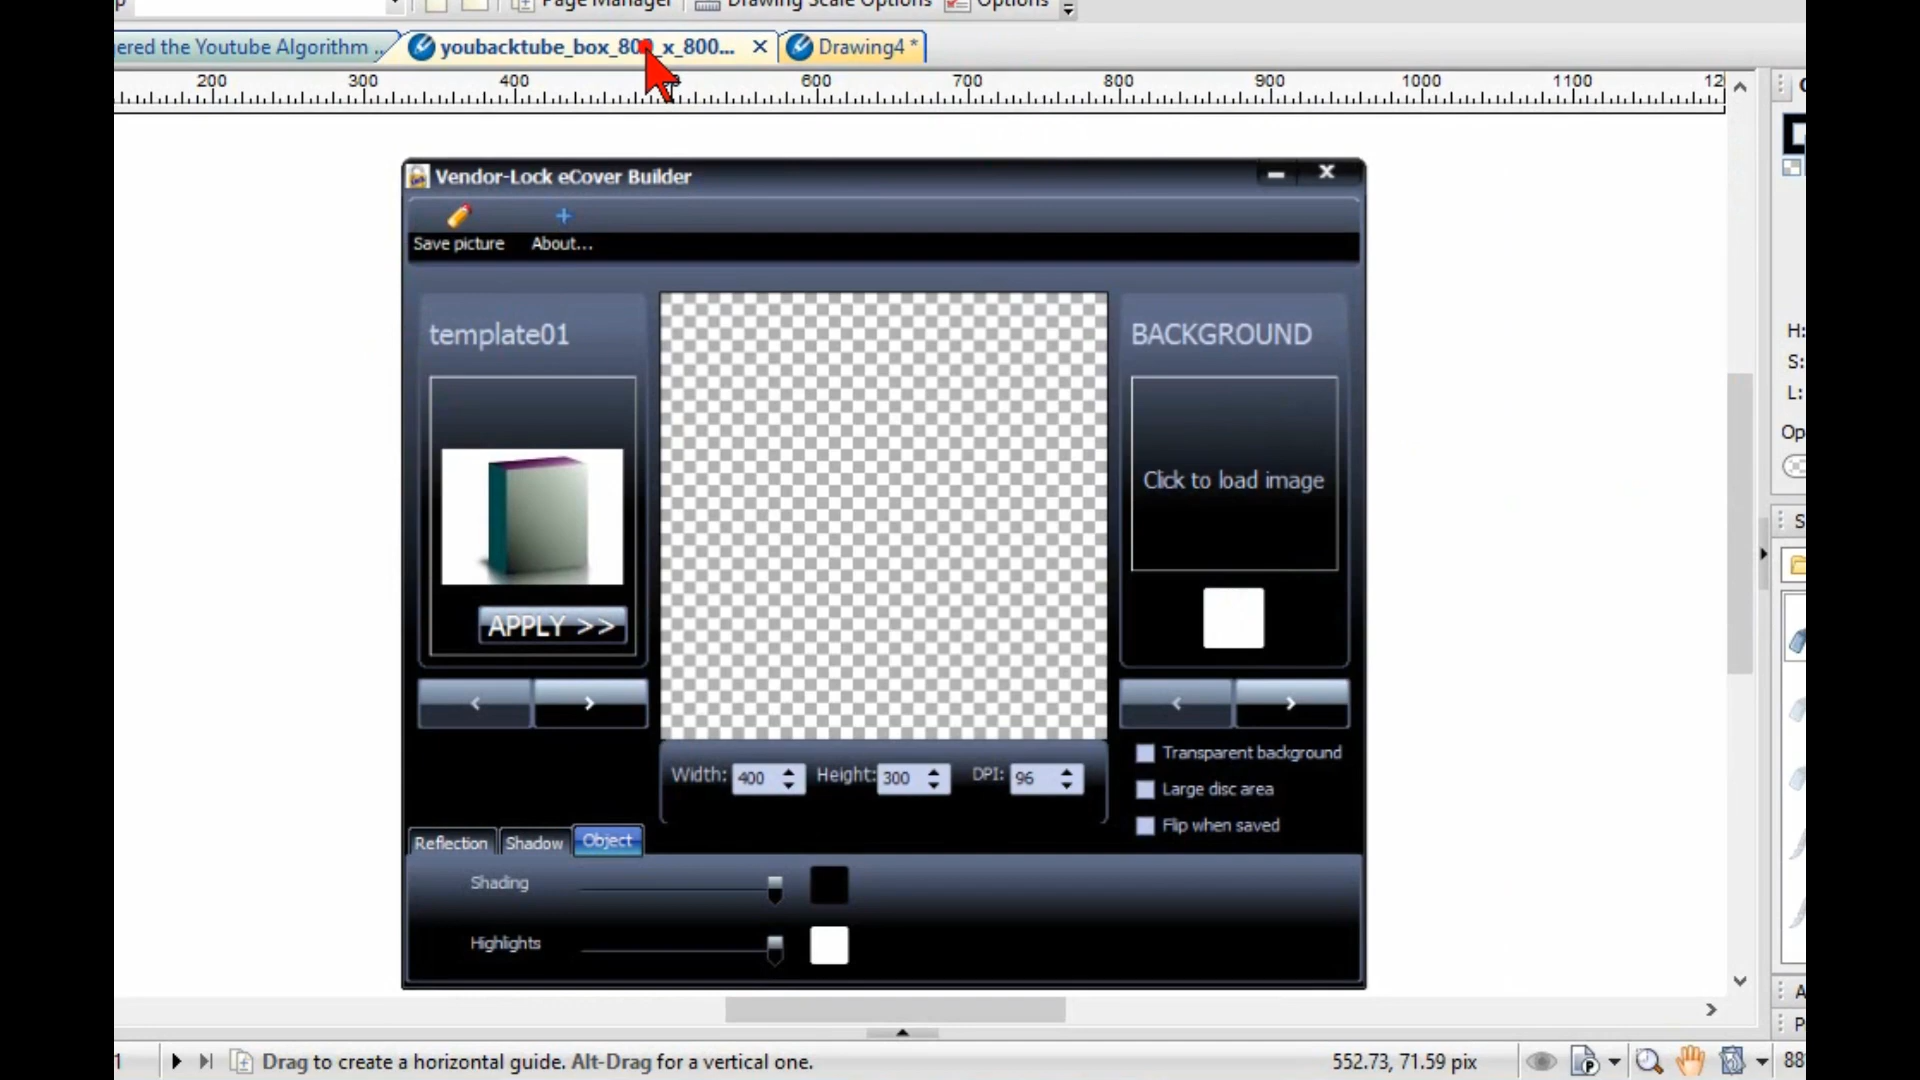 Page Manager Drawing Scale Options Options
ered the Youtube Algorithm ... youbacktube_box_800_x_800... Drawing4 *
200 300 400 600 700 800 900 1000 1100 12
Vendor-Lock eCover Builder
Save picture About...
template01
BACKGROUND
Click to load image
APPLY >>
< >
< >
Width: 400 Height: 300 DPI: 96
Transparent background
Large disc area
Flip when saved
Reflection Shadow Object
Shading
Highlights
H:
S:
L:
Op
S
A
P
1 Drag to create a horizontal guide. Alt-Drag for a vertical one. 552.73, 71.59 pix 88